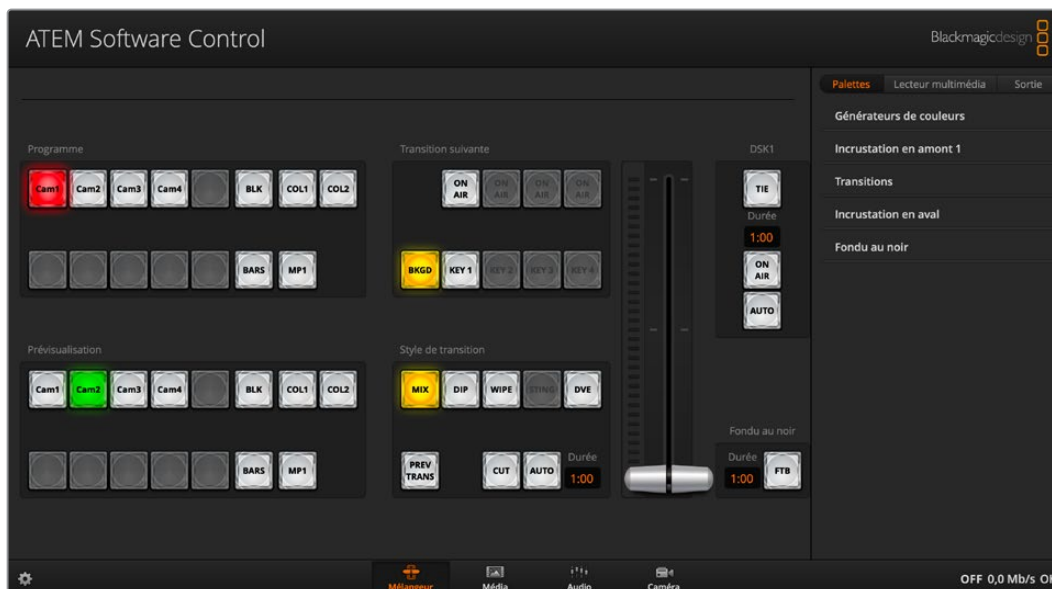 ATEM Software Control
Blackmagicdesign
Palettes Lecteur multimédia Sortie
Générateurs de couleurs
Incrustation en amont 1
Transitions
Incrustation en aval
Fondu au noir
Programme
Cam1 Cam2 Cam3 Cam4 BLK COL1 COL2
BARS MP1
Transition suivante
ON AIR ON AIR ON AIR ON AIR
BKGD KEY 1 KEY 2 KEY 3 KEY 4
DSK1
TIE
Durée
1:00
ON AIR
AUTO
Prévisualisation
Cam1 Cam2 Cam3 Cam4 BLK COL1 COL2
BARS MP1
Style de transition
MIX DIP WIPE STING DVE
PREV TRANS CUT AUTO Durée 1:00
Fondu au noir
Durée
1:00 FTB
Mélangeur Média Audio Caméra
OFF 0,0 Mb/s